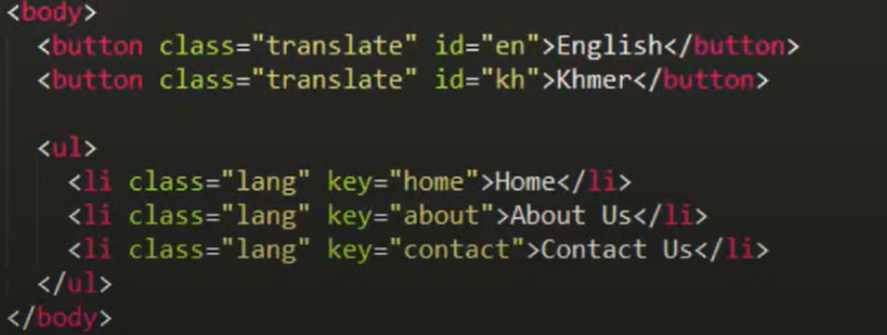 <body>
<button class="translate" id="en">English</button>
<button class="translate" id="kh">Khmer</button>
<ul>
<li class="lang" key="home">Home</li>
<li class="lang" key="about">About Us</li>
<li class="lang" key="contact">Contact Us</li>
</ul>
</body>